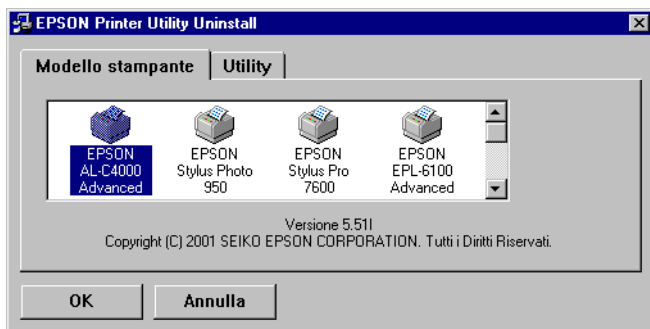 EPSON Printer Utility Uninstall
Modello stampante
Utility
EPSON
AL-C4000
Advanced
EPSON
Stylus Photo
950
EPSON
Stylus Pro
7600
EPSON
EPL-6100
Advanced
Versione 5.51I
Copyright (C) 2001 SEIKO EPSON CORPORATION. Tutti i Diritti Riservati.
OK
Annulla